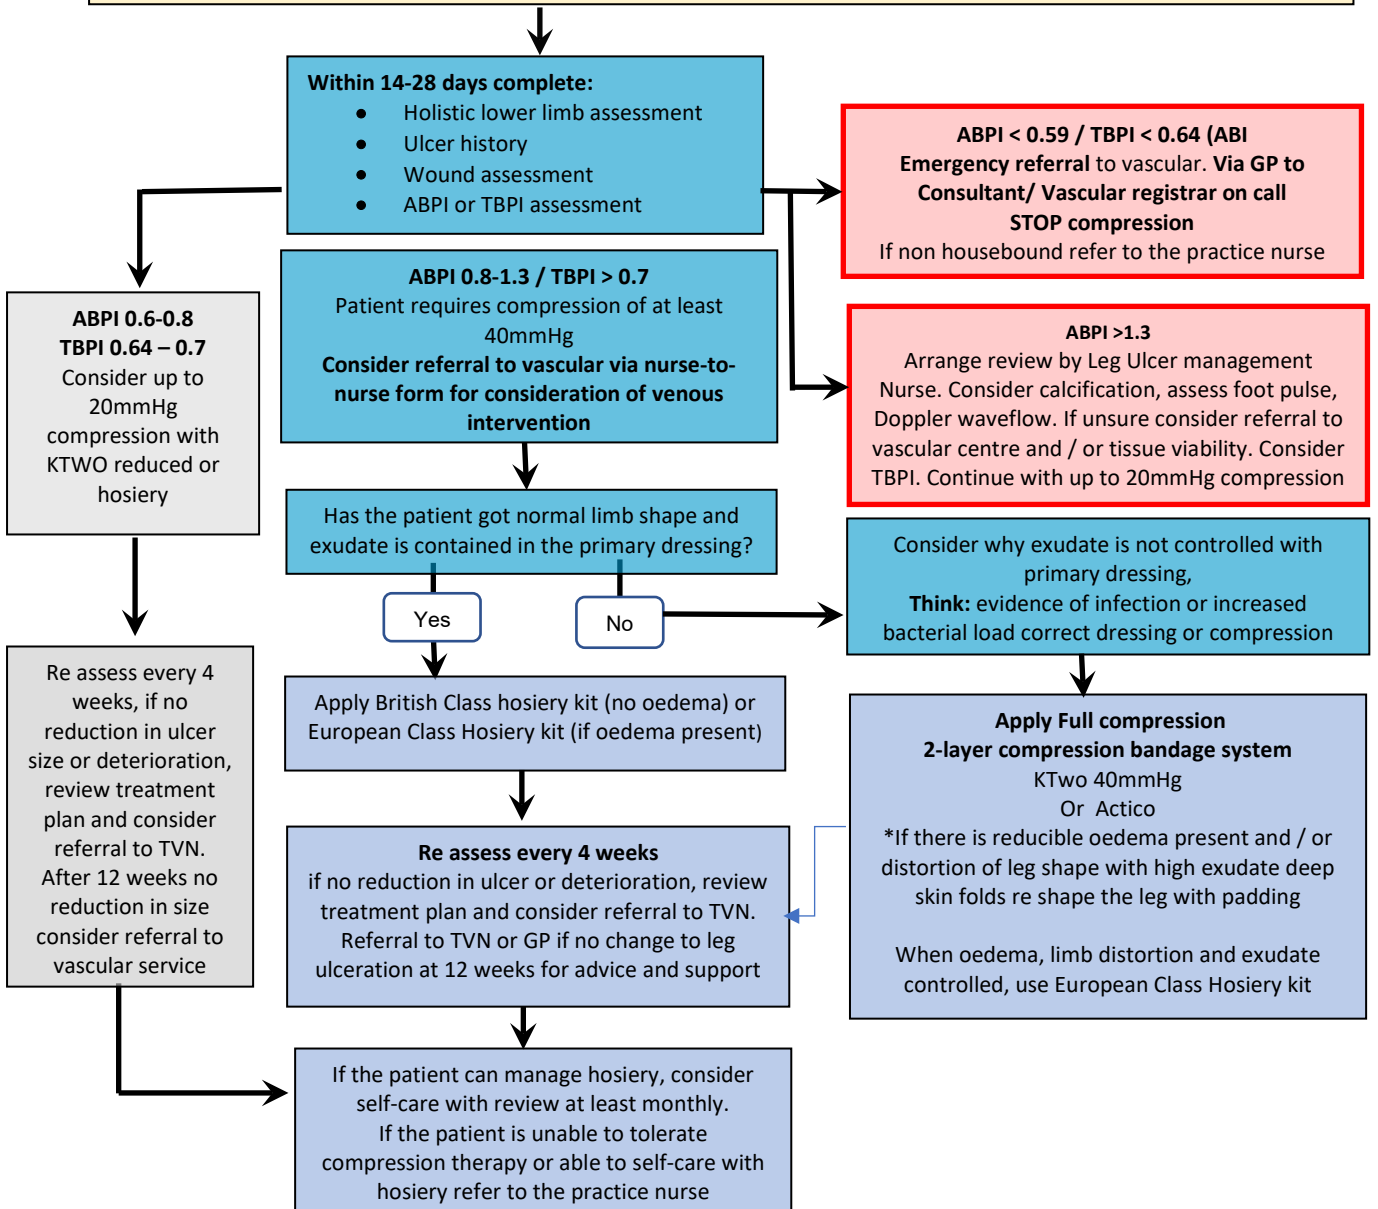 Within 14-28 days complete:
● Holistic lower limb assessment
● Ulcer history
● Wound assessment
● ABPI or TBPI assessment
ABPI < 0.59 / TBPI < 0.64 (ABI
Emergency referral to vascular. Via GP to
Consultant/ Vascular registrar on call
STOP compression
If non housebound refer to the practice nurse
ABPI 0.6-0.8
TBPI 0.64 – 0.7
Consider up to
20mmHg
compression with
KTWO reduced or
hosiery
ABPI 0.8-1.3 / TBPI > 0.7
Patient requires compression of at least
40mmHg
Consider referral to vascular via nurse-to-
nurse form for consideration of venous
intervention
ABPI >1.3
Arrange review by Leg Ulcer management
Nurse. Consider calcification, assess foot pulse,
Doppler waveflow. If unsure consider referral to
vascular centre and / or tissue viability. Consider
TBPI. Continue with up to 20mmHg compression
Has the patient got normal limb shape and
exudate is contained in the primary dressing?
Yes
No
Consider why exudate is not controlled with
primary dressing,
Think: evidence of infection or increased
bacterial load correct dressing or compression
Re assess every 4
weeks, if no
reduction in ulcer
size or deterioration,
review treatment
plan and consider
referral to TVN.
After 12 weeks no
reduction in size
consider referral to
vascular service
Apply British Class hosiery kit (no oedema) or
European Class Hosiery kit (if oedema present)
Apply Full compression
2-layer compression bandage system
KTwo 40mmHg
Or Actico
*If there is reducible oedema present and / or
distortion of leg shape with high exudate deep
skin folds re shape the leg with padding
When oedema, limb distortion and exudate
controlled, use European Class Hosiery kit
Re assess every 4 weeks
if no reduction in ulcer or deterioration, review
treatment plan and consider referral to TVN.
Referral to TVN or GP if no change to leg
ulceration at 12 weeks for advice and support
If the patient can manage hosiery, consider
self-care with review at least monthly.
If the patient is unable to tolerate
compression therapy or able to self-care with
hosiery refer to the practice nurse